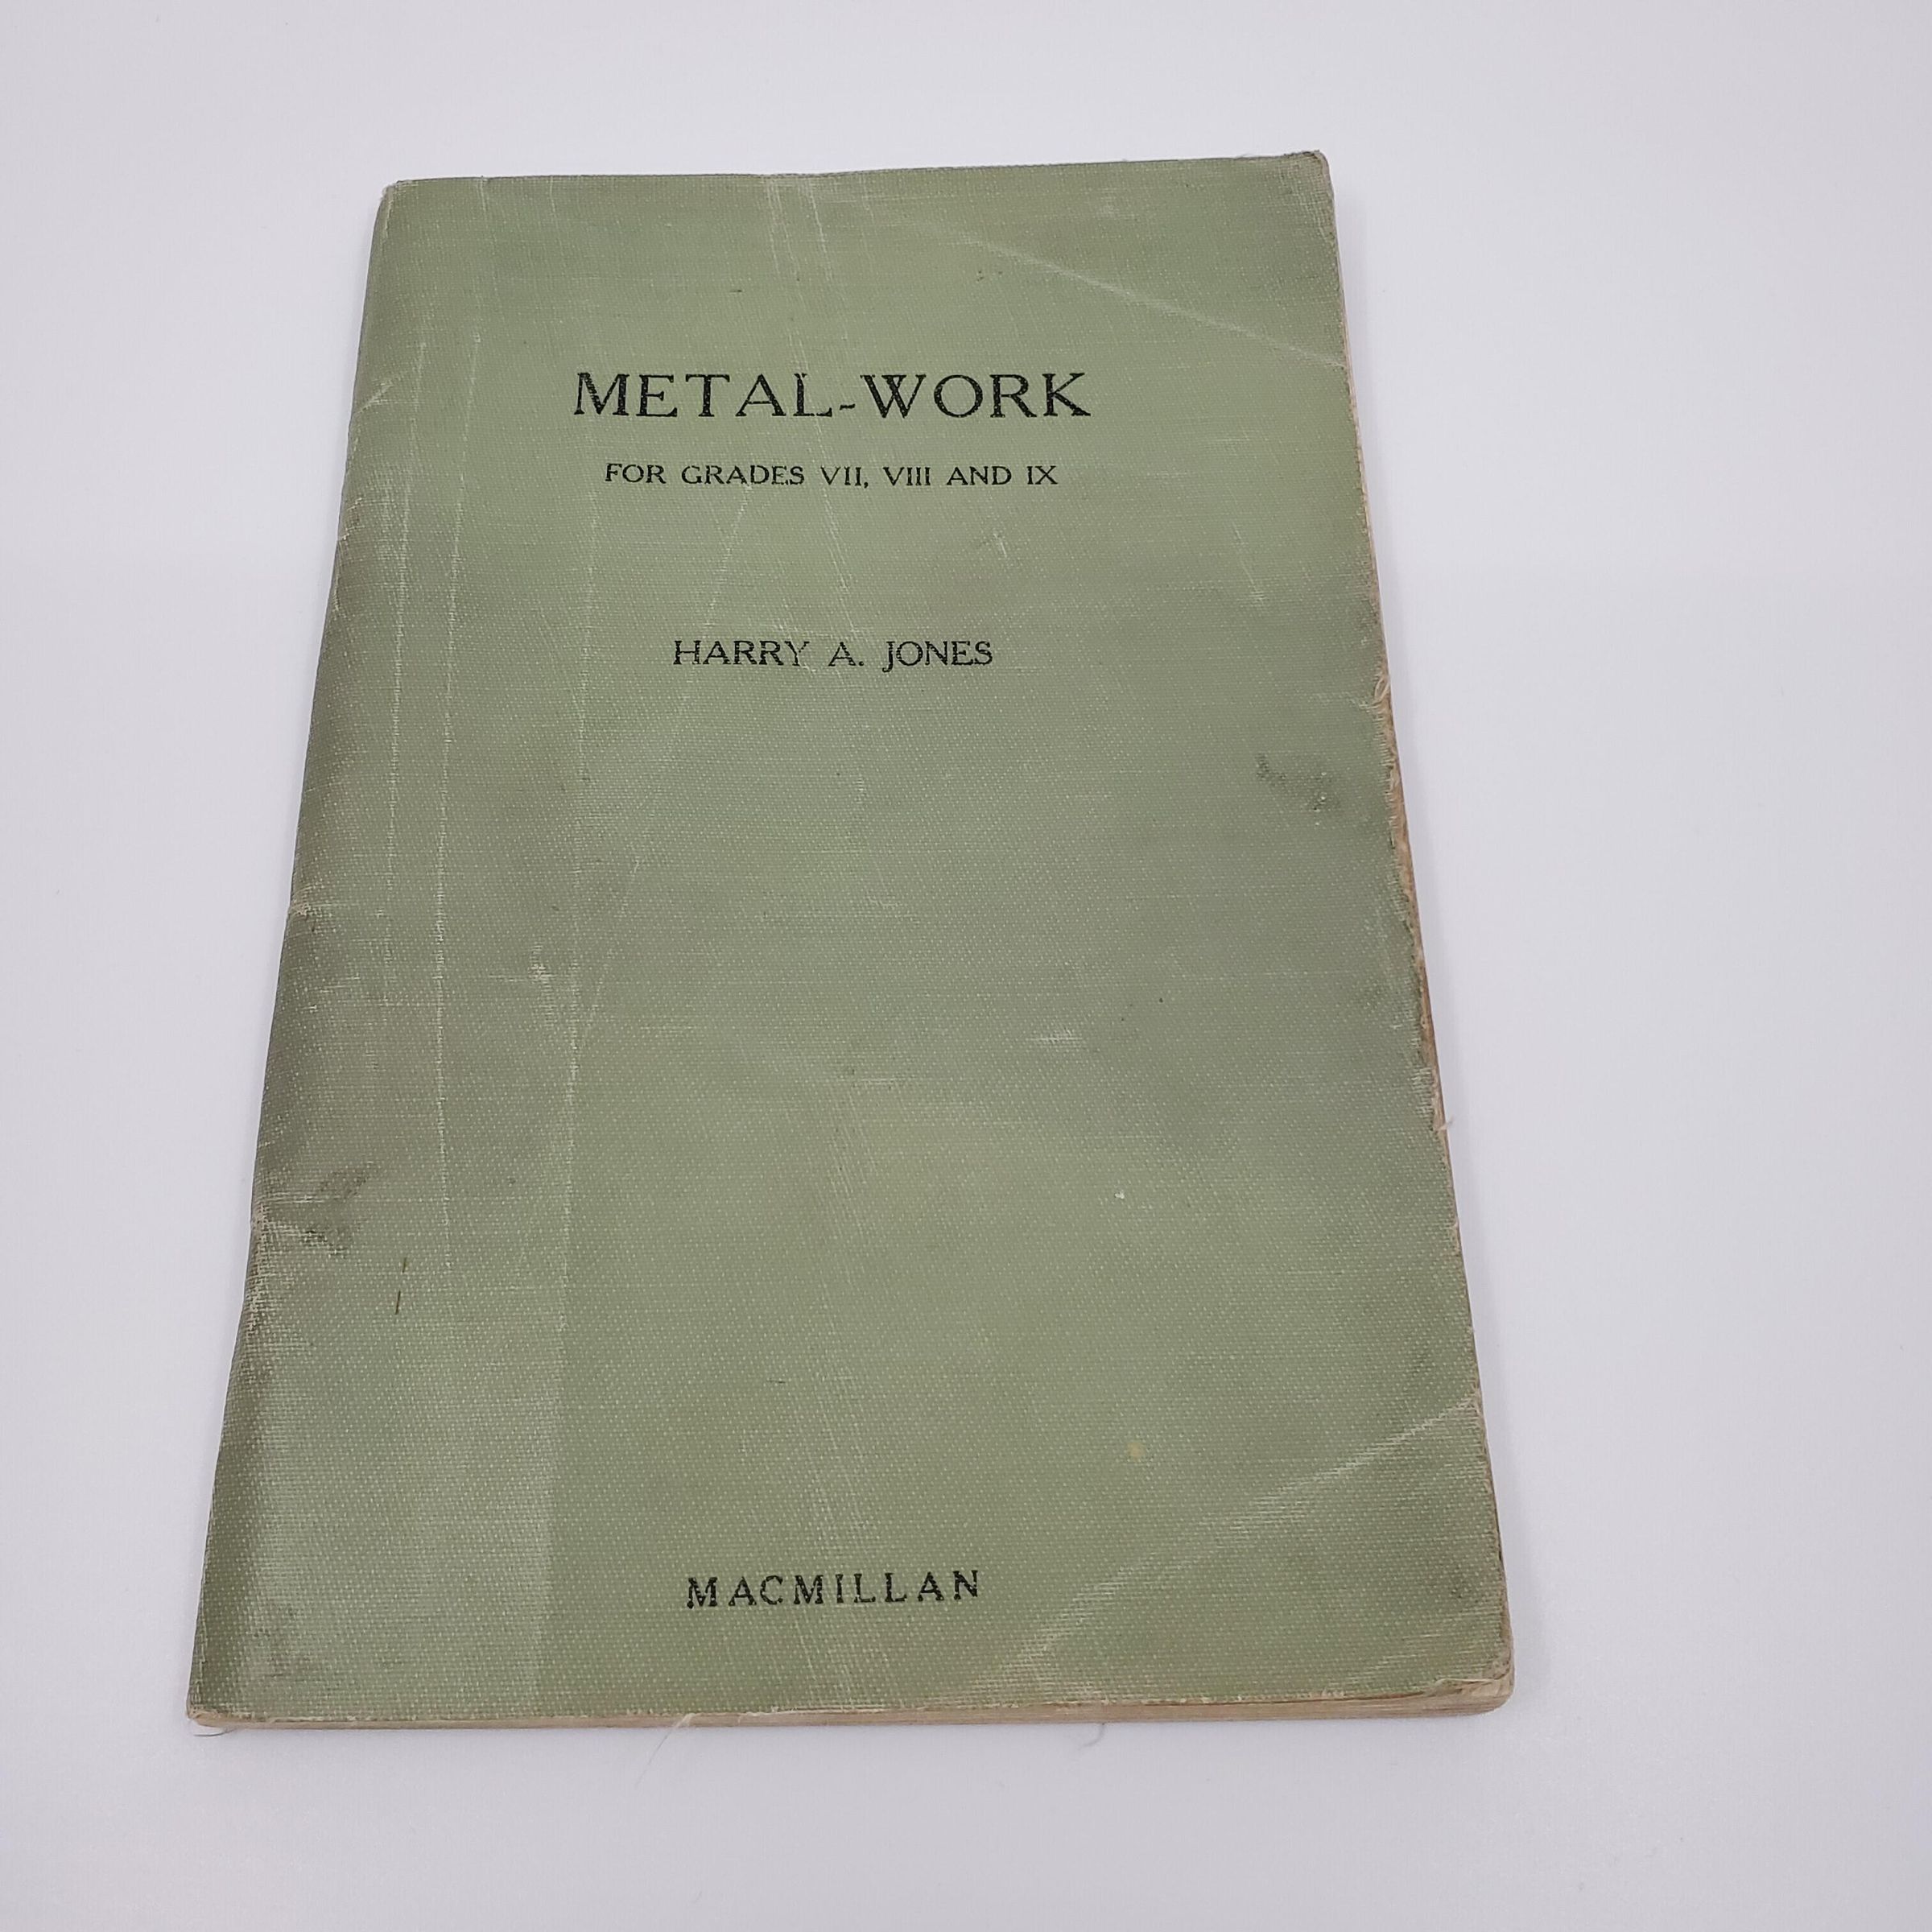 METAL-WORK
FOR GRADES VII, VIII AND IX
HARRY A. JONES
MACMILLAN